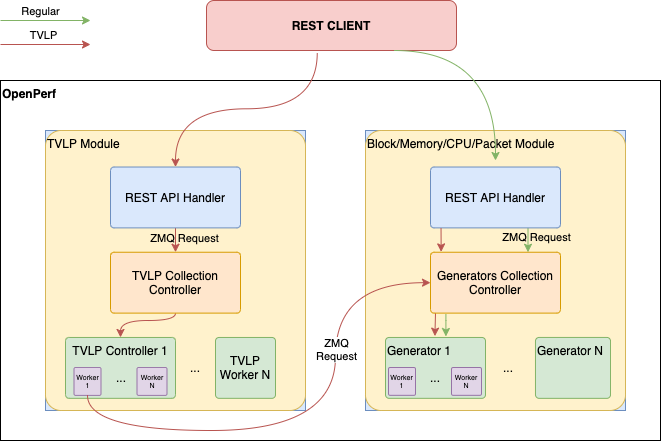 Regular
TVLP
REST CLIENT
OpenPerf
TVLP Module
REST API Handler
ZMQ Request
TVLP Collection
Controller
TVLP Controller 1
Worker
1
...
Worker
N
...
TVLP
Worker N
ZMQ
Request
Block/Memory/CPU/Packet Module
REST API Handler
ZMQ Request
Generators Collection
Controller
Generator 1
Worker
1
...
Worker
N
...
Generator N